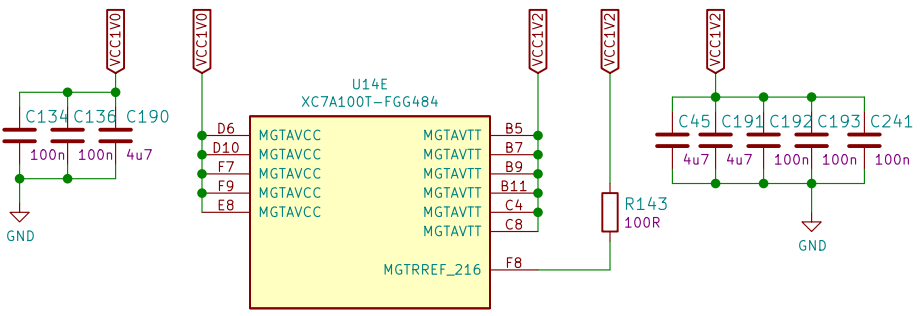 VCC1V0
VCC1V0
VCC1V2
VCC1V2
VCC1V2
U14E
XC7A100T-FGG484
C134
C136
C190
100n
100n
4u7
GND
D6
D10
F7
F9
E8
MGTAVCC
MGTAVCC
MGTAVCC
MGTAVCC
MGTAVCC
MGTAVTT
MGTAVTT
MGTAVTT
MGTAVTT
MGTAVTT
MGTAVTT
MGTRREF_216
B5
B7
B9
B11
C4
C8
F8
R143
100R
C45
C191
C192
C193
C241
4u7
4u7
100n
100n
100n
GND